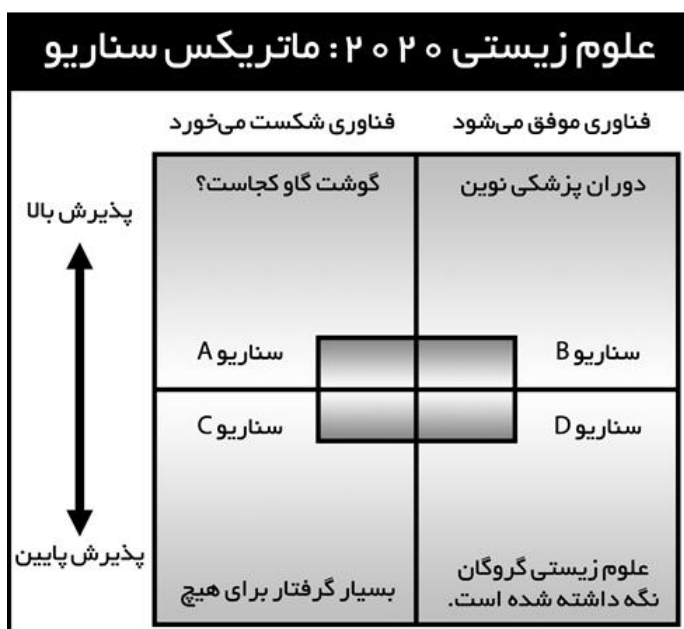 علوم زیستی ۲۰۲۰: ماتریکس سناریو
فناوری موفق می‌شود
فناوری شکست می‌خورد
پذیرش بالا
دوران پزشکی نوین
گوشت گاو کجاست؟
سناریو B
سناریو A
سناریو D
سناریو C
علوم زیستی گروگان
نگه داشته شده است.
بسیار گرفتار برای هیچ
پذیرش پایین